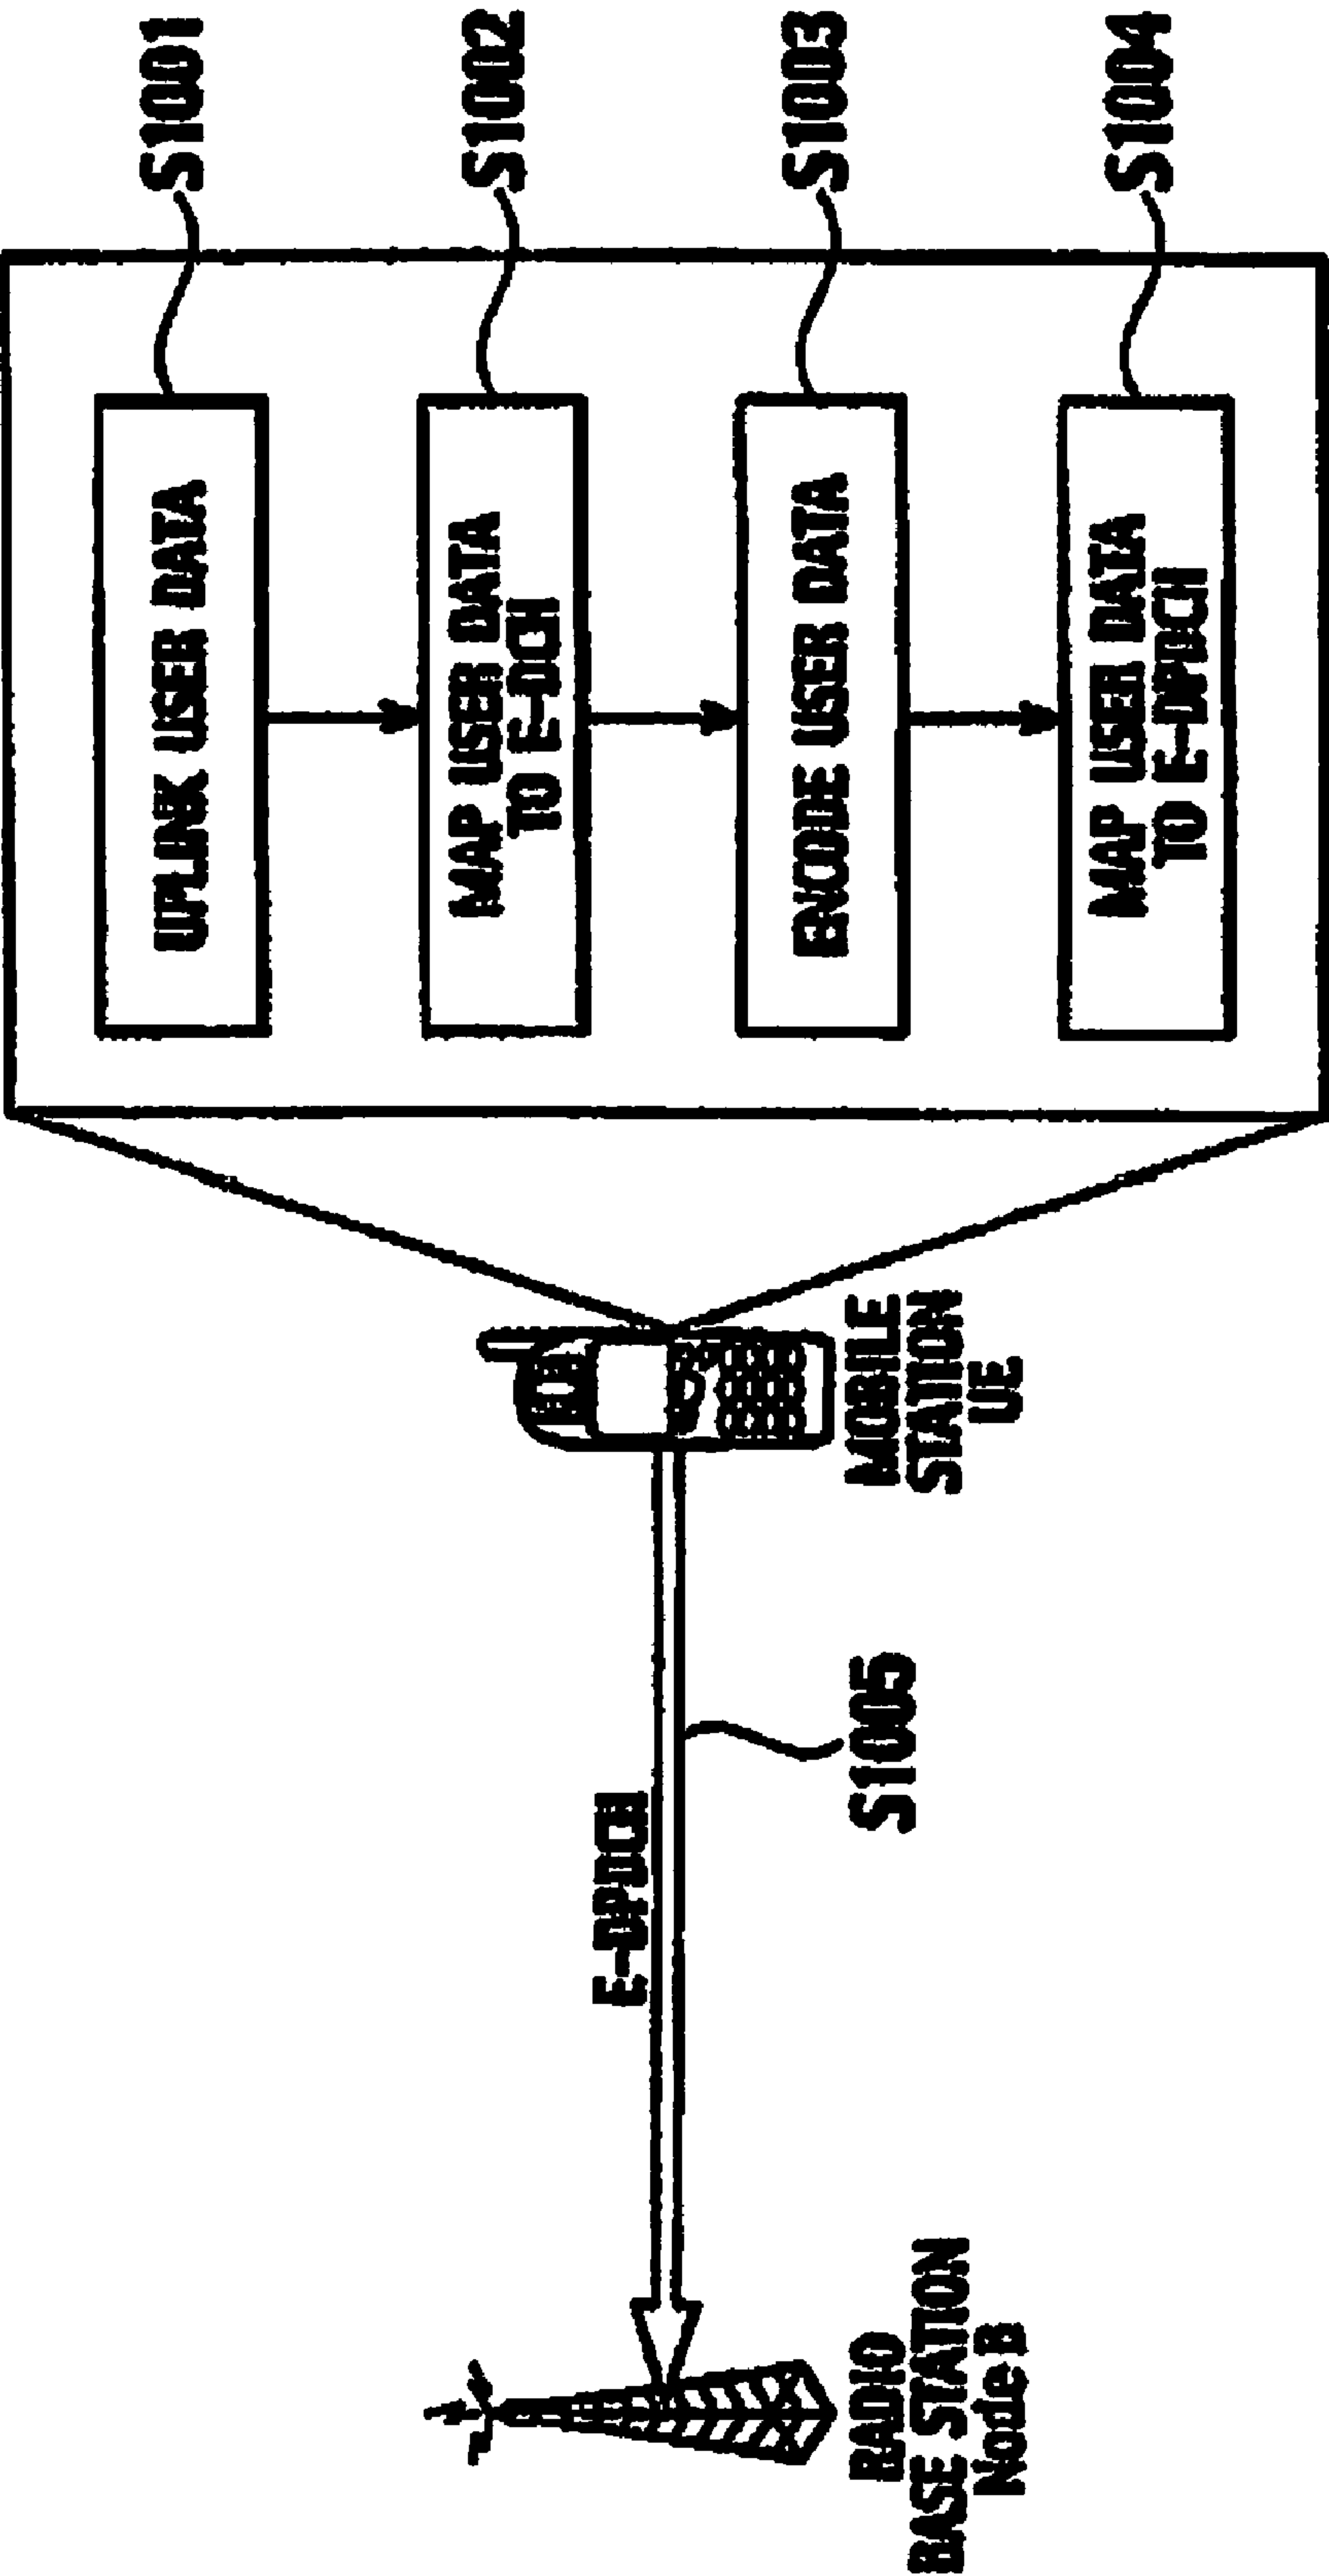 UPLINK USER DATA
S1001
MAP USER DATA
TO E-DCH
S1002
ENCODE USER DATA
S1003
MAP USER DATA
TO E-DPDCH
S1004
E-DPDCH
S1005
RADIO
BASE STATION
Node B
MOBILE
STATION
UE